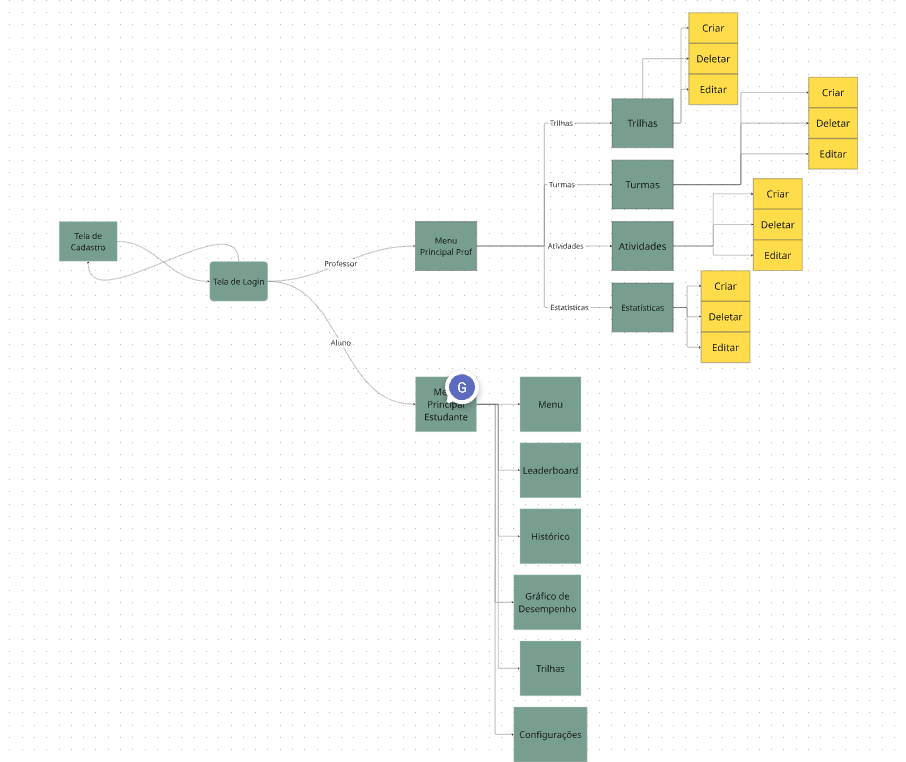 Criar
Deletar
Editar
Criar
Deletar
Editar
Trilhas
Trilhas
Turmas
Turmas
Criar
Deletar
Editar
Tela de
Cadastro
Menu
Principal Prof
Atividades
Atividades
Tela de Login
Professor
Criar
Deletar
Editar
Estatísticas
Estatísticas
Aluno
G
Principal
Estudante
Menu
Leaderboard
Histórico
Gráfico de
Desempenho
Trilhas
Configurações